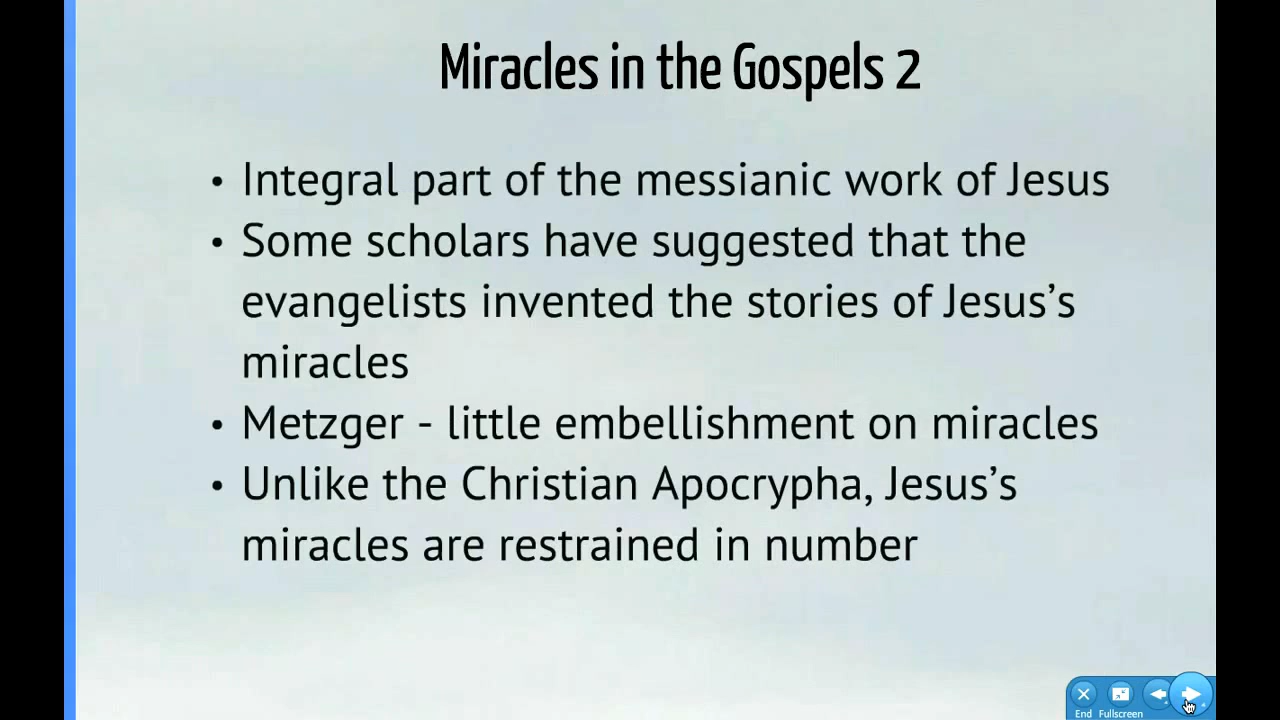 Miracles in the Gospels 2
• Integral part of the messianic work of Jesus
• Some scholars have suggested that the
evangelists invented the stories of Jesus’s
miracles
• Metzger - little embellishment on miracles
• Unlike the Christian Apocrypha, Jesus’s
miracles are restrained in number
End Fullscreen